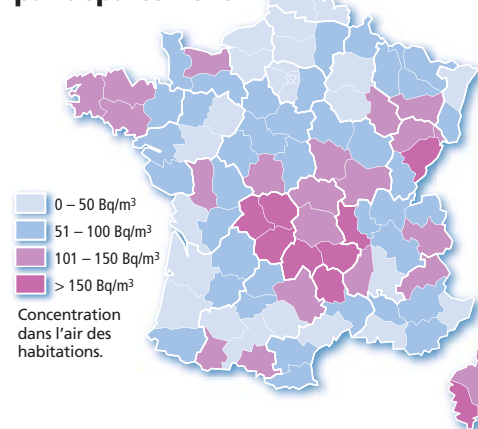 0 – 50 Bq/m³
51 – 100 Bq/m³
101 – 150 Bq/m³
> 150 Bq/m³
Concentration
dans l'air des
habitations.